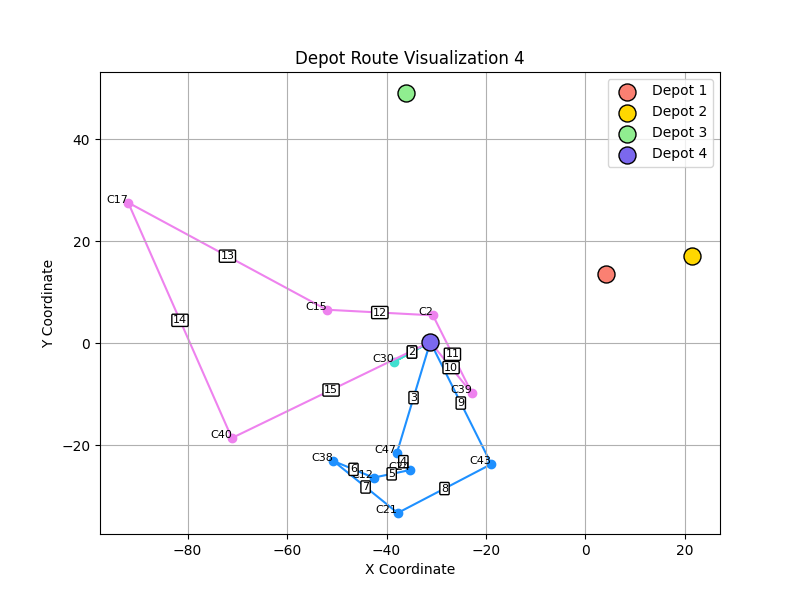 Depot Route Visualization 4
Depot 1
Depot 2
Depot 3
Depot 4
40
20
0
−20
Y Coordinate
C17
13
14
C15
12
C2
11
10
C30
2
C39
15
3
9
C40
C47
4
C38
6
5
C12
7
C43
8
C21
−80
−60
−40
−20
0
20
X Coordinate